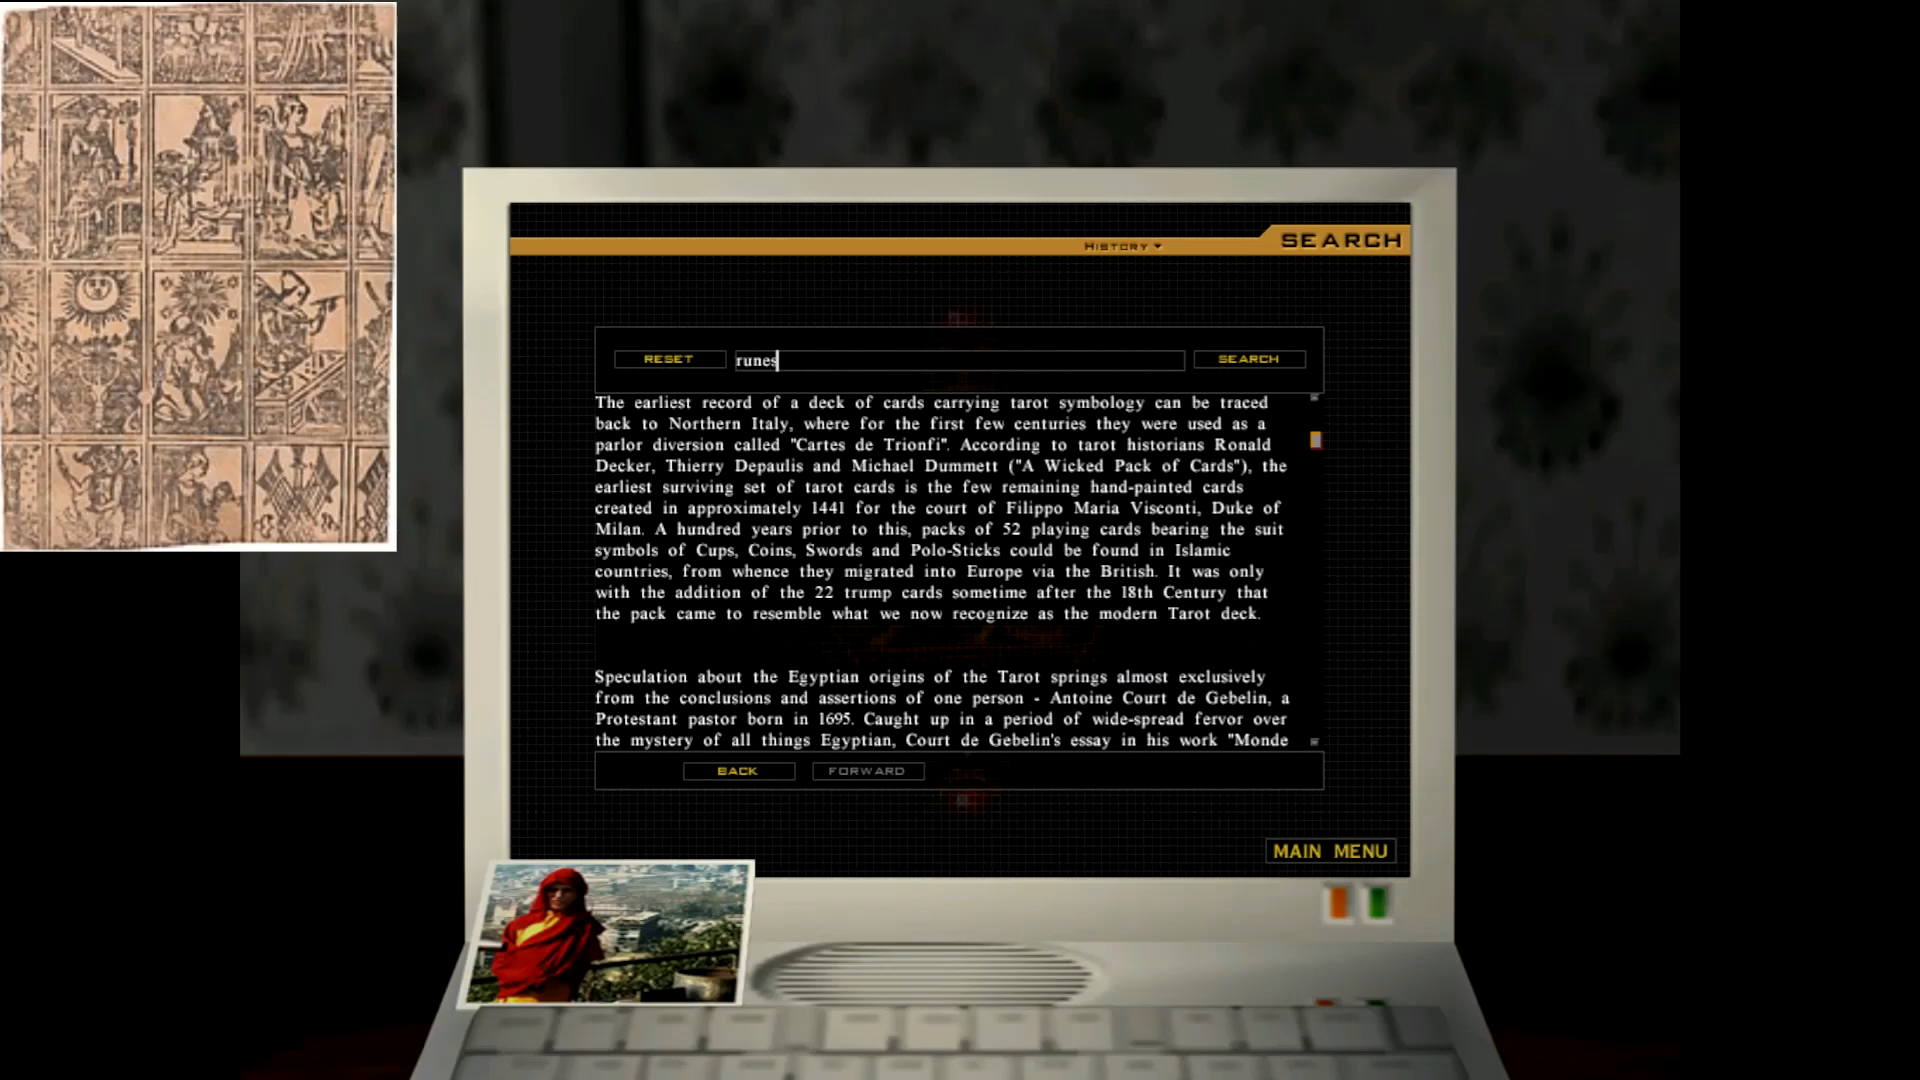 HISTORY
SEARCH
RESET
runes
SEARCH
The earliest record of a deck of cards carrying tarot symbology can be traced
back to Northern Italy, where for the first few centuries they were used as a
parlor diversion called "Cartes de Trionfi". According to tarot historians Ronald
Decker, Thierry Depaulis and Michael Dummett ("A Wicked Pack of Cards"), the
earliest surviving set of tarot cards is the few remaining hand-painted cards
created in approximately 1441 for the court of Filippo Maria Visconti, Duke of
Milan. A hundred years prior to this, packs of 52 playing cards bearing the suit
symbols of Cups, Coins, Swords and Polo-Sticks could be found in Islamic
countries, from whence they migrated into Europe via the British. It was only
with the addition of the 22 trump cards sometime after the 18th Century that
the pack came to resemble what we now recognize as the modern Tarot deck.
Speculation about the Egyptian origins of the Tarot springs almost exclusively
from the conclusions and assertions of one person - Antoine Court de Gebelin, a
Protestant pastor born in 1695. Caught up in a period of wide-spread fervor over
the mystery of all things Egyptian, Court de Gebelin's essay in his work "Monde
BACK
FORWARD
MAIN MENU